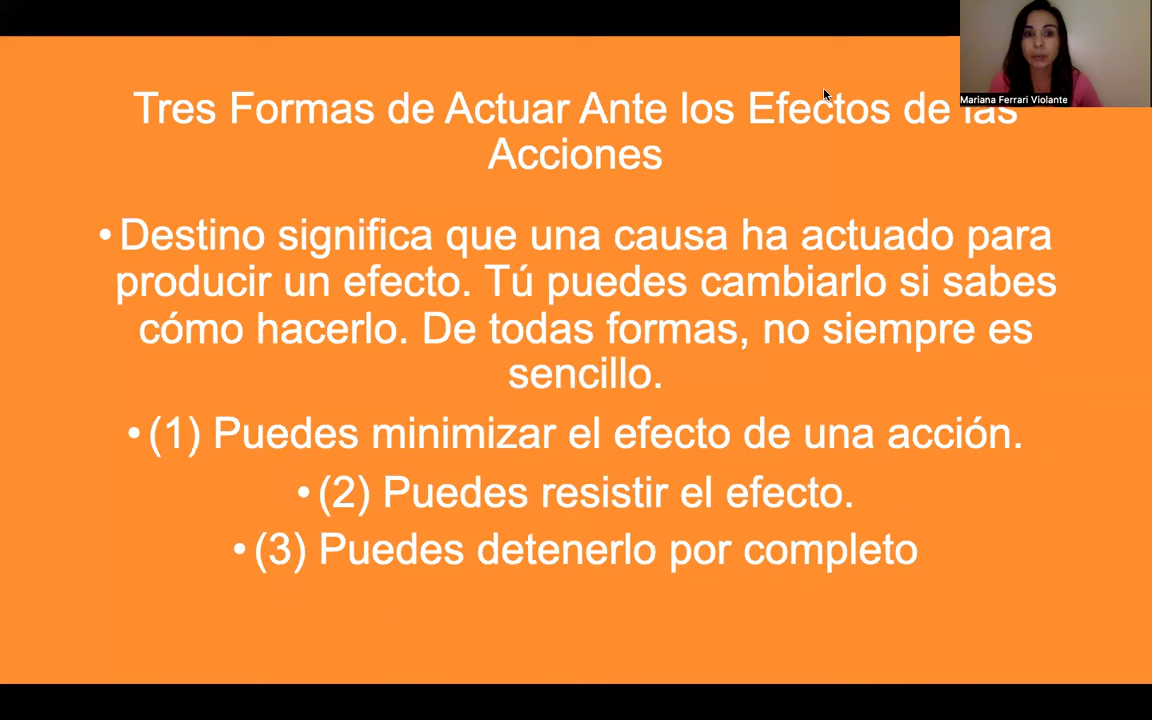 Mariana Ferrari Violante
Tres Formas de Actuar Ante los Efectos de las
Acciones
•Destino significa que una causa ha actuado para
producir un efecto. Tú puedes cambiarlo si sabes
cómo hacerlo. De todas formas, no siempre es
sencillo.
•(1) Puedes minimizar el efecto de una acción.
•(2) Puedes resistir el efecto.
•(3) Puedes detenerlo por completo